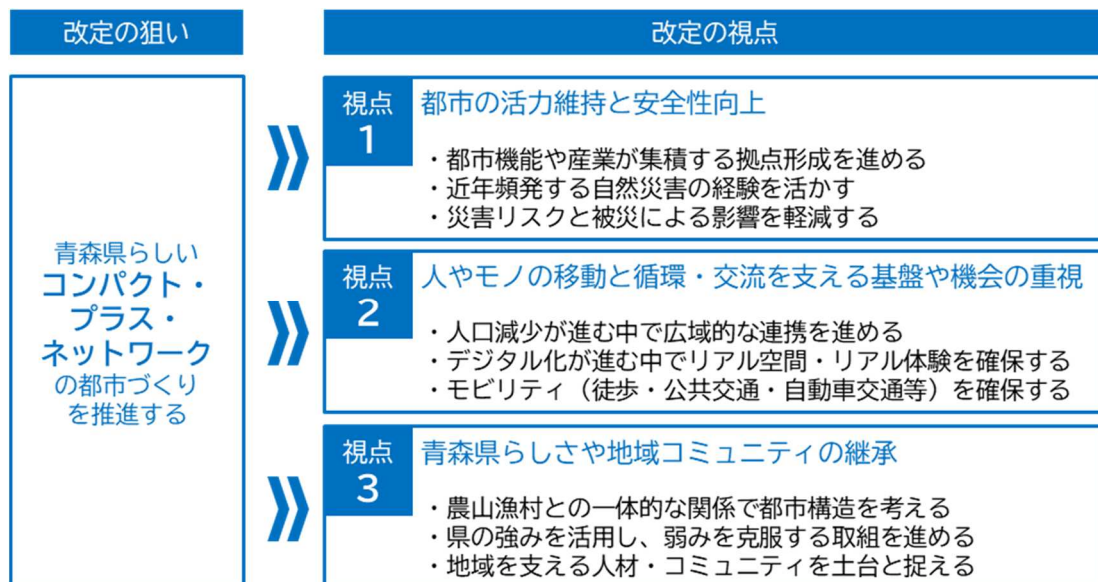 改定の狙い
改定の視点
青森県らしい
コンパクト・
プラス・
ネットワーク
の都市づくり
を推進する
視点
1
都市の活力維持と安全性向上
・都市機能や産業が集積する拠点形成を進める
・近年頻発する自然災害の経験を活かす
・災害リスクと被災による影響を軽減する
視点
2
人やモノの移動と循環・交流を支える基盤や機会の重視
・人口減少が進む中で広域的な連携を進める
・デジタル化が進む中でリアル空間・リアル体験を確保する
・モビリティ（徒歩・公共交通・自動車交通等）を確保する
視点
3
青森県らしさや地域コミュニティの継承
・農山漁村との一体的な関係で都市構造を考える
・県の強みを活用し、弱みを克服する取組を進める
・地域を支える人材・コミュニティを土台と捉える